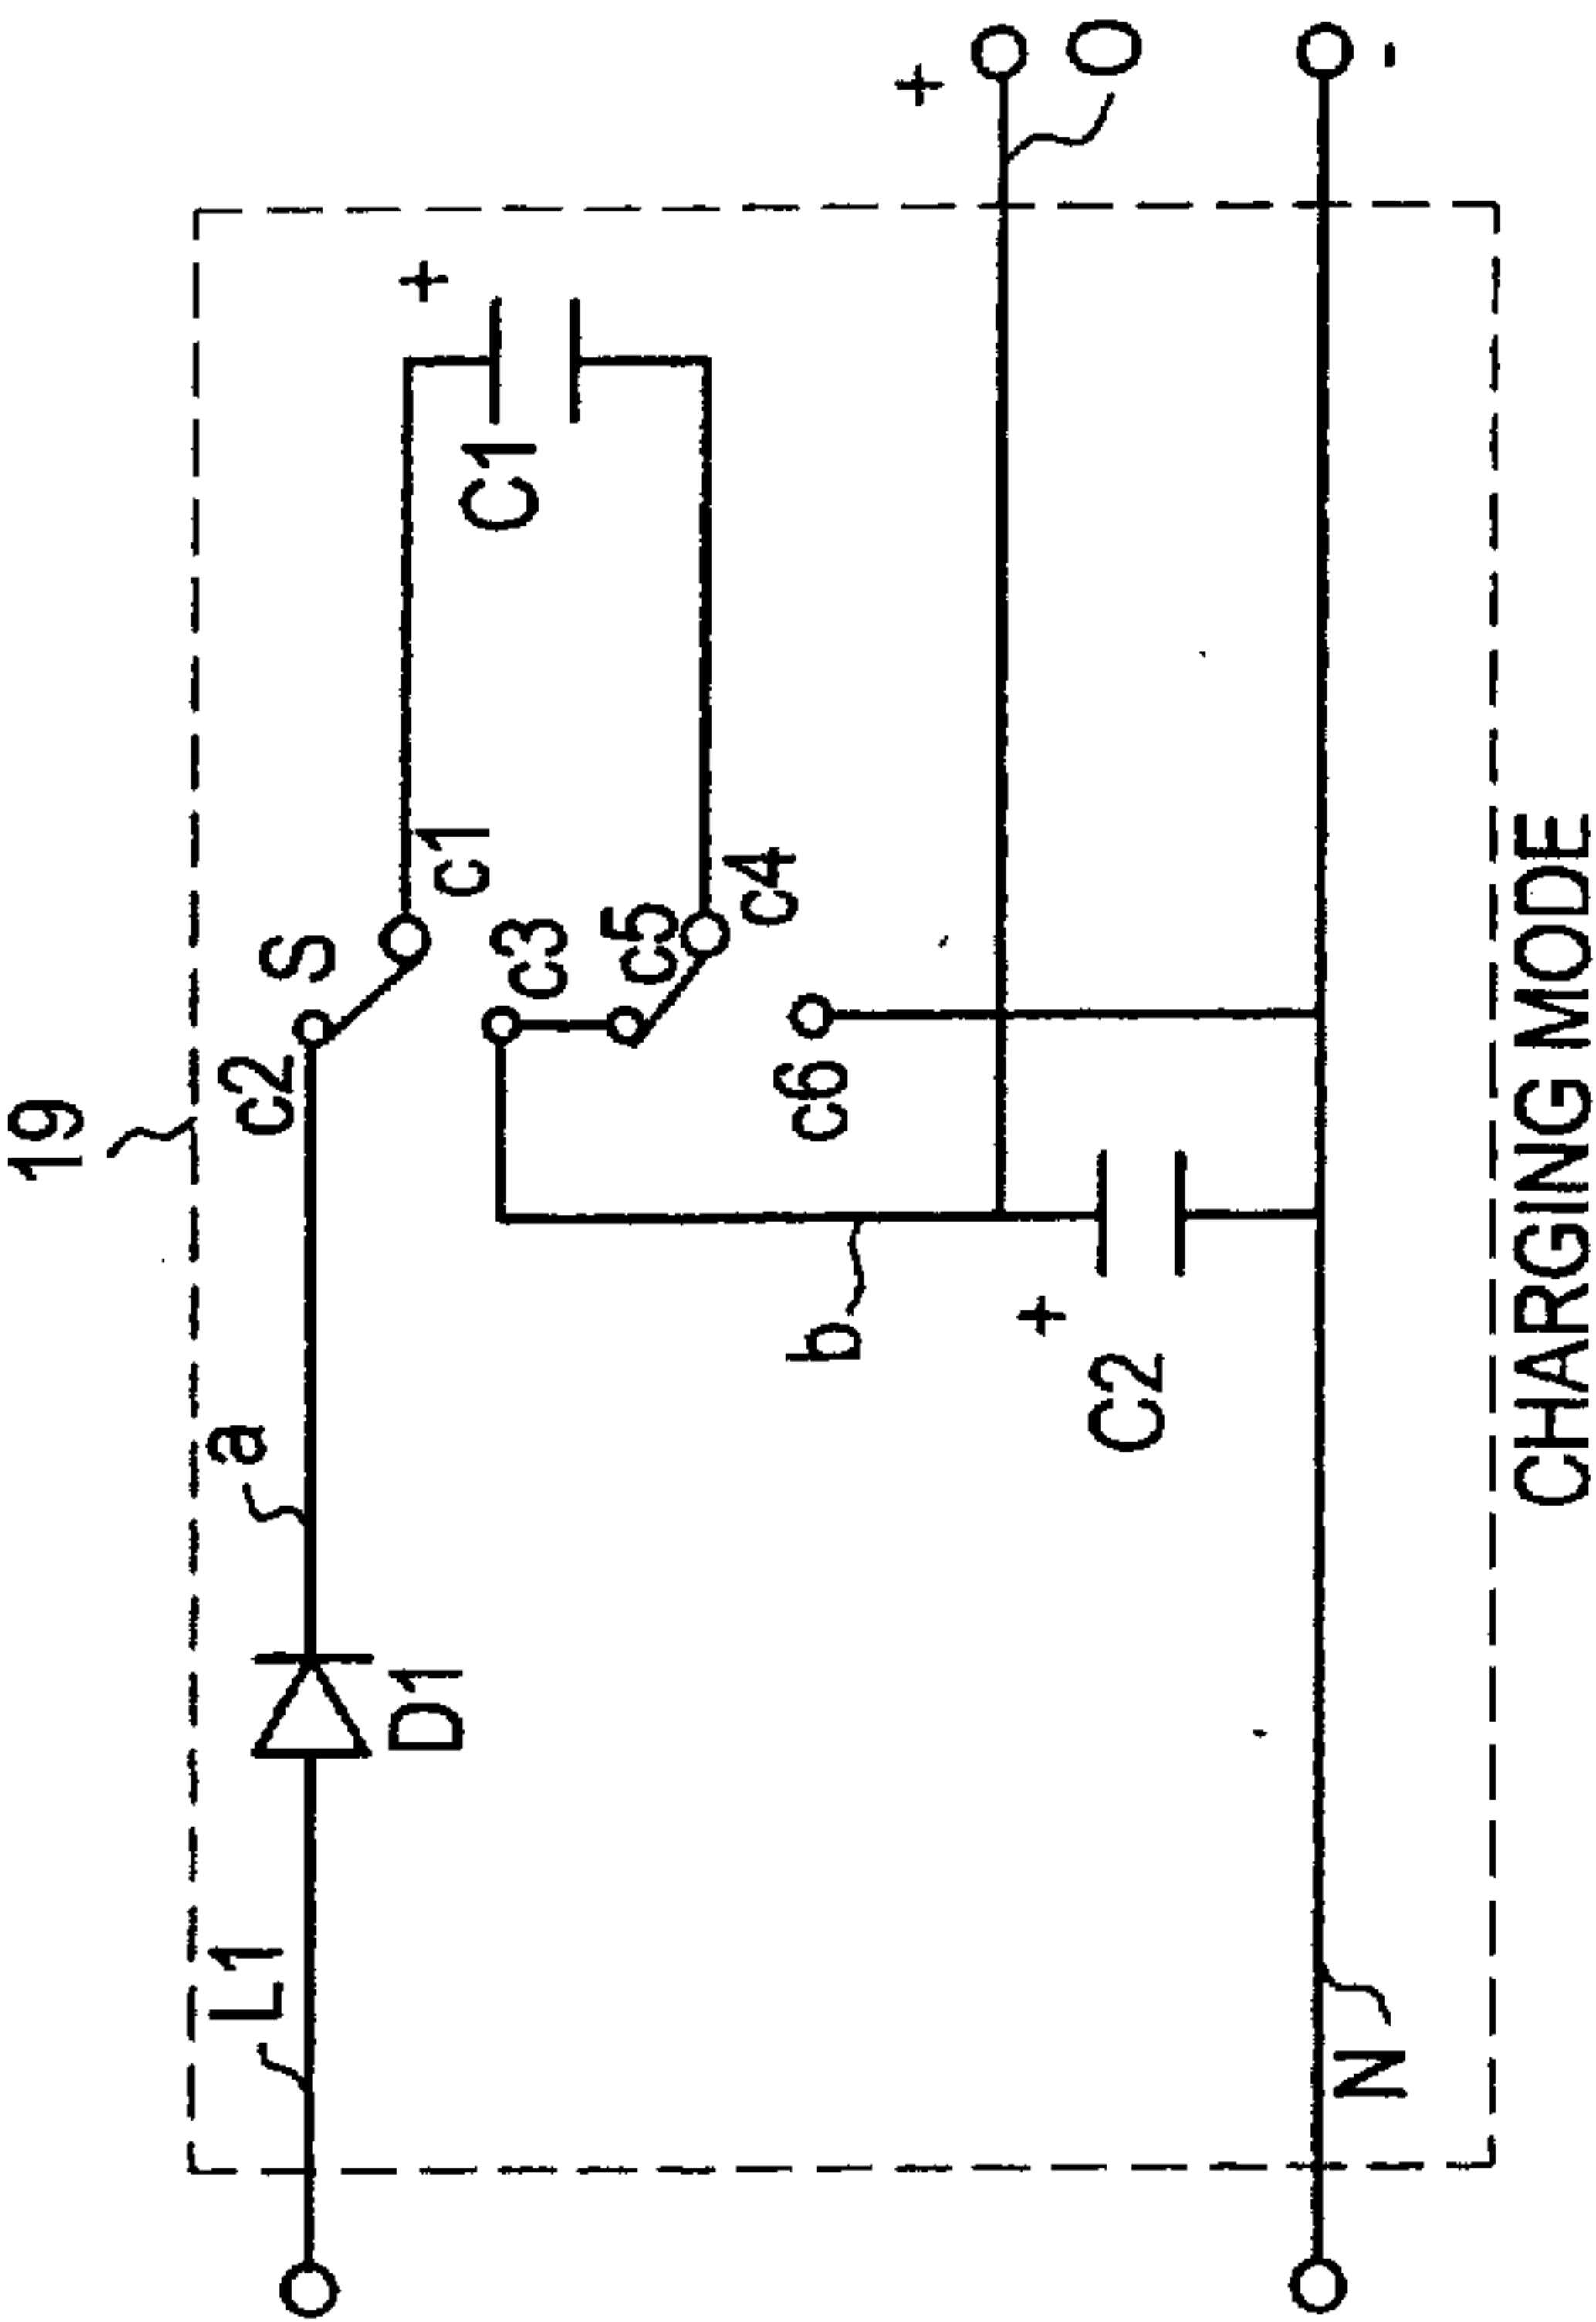 19
L1
D1
a
c2
S
c1
C1
+
c3
c5
c4
c6
b
+
C2
N
+
O
-
CHARGING MODE